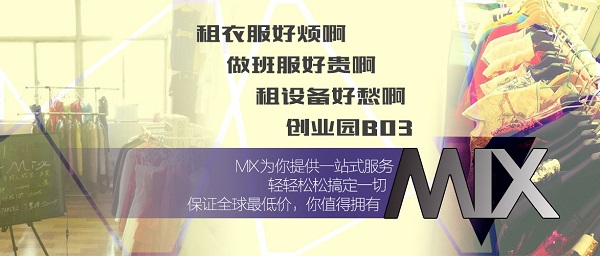 租衣服好烦啊
做班服好贵啊
租设备好愁啊
创业园B03
MIX为你提供一站式服务
轻轻松松搞定一切
保证全球最低价，你值得拥有
MIX